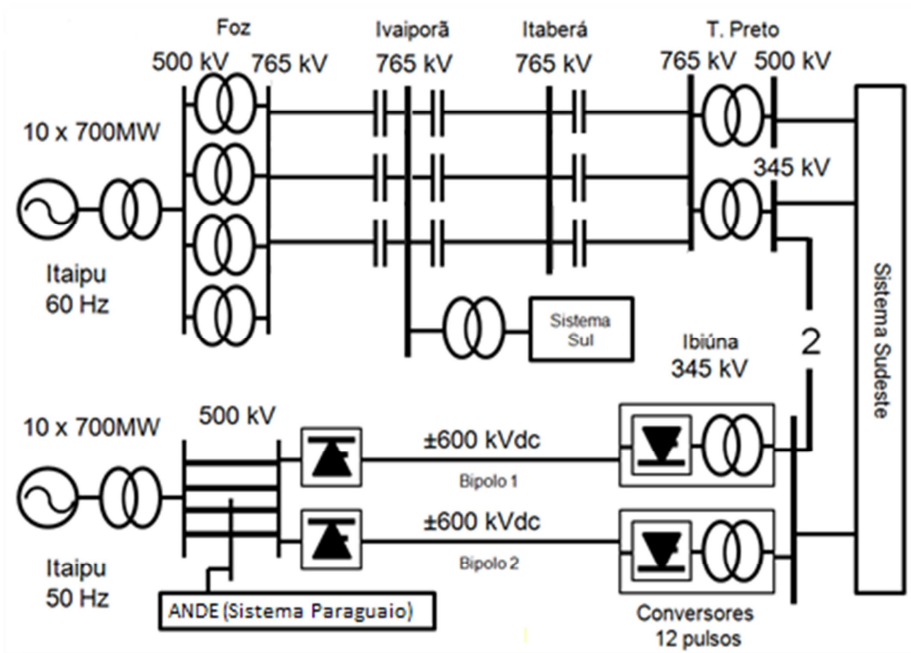 Foz
Ivaiporã
Itaberá
T. Preto
500 kV
765 kV
765 kV
765 kV
765 kV
500 kV
10 x 700MW
345 kV
Itaipu
60 Hz
Sistema
Sul
Sistema Sudeste
2
Ibiúna
345 kV
10 x 700MW
500 kV
±600 kVdc
Bipolo 1
±600 kVdc
Bipolo 2
Itaipu
50 Hz
ANDE (Sistema Paraguaio)
Conversores
12 pulsos